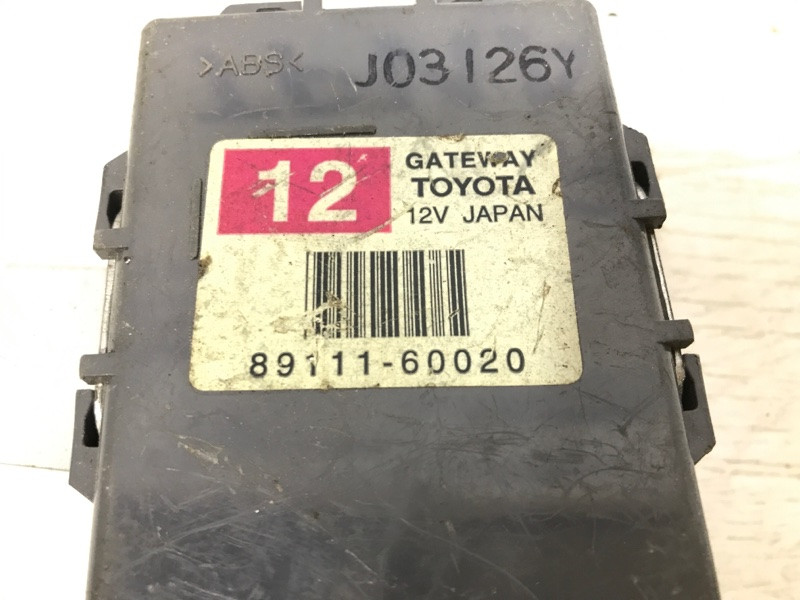 >ABS<
J03126Y
12
GATEWAY
TOYOTA
12V JAPAN
89111-60020